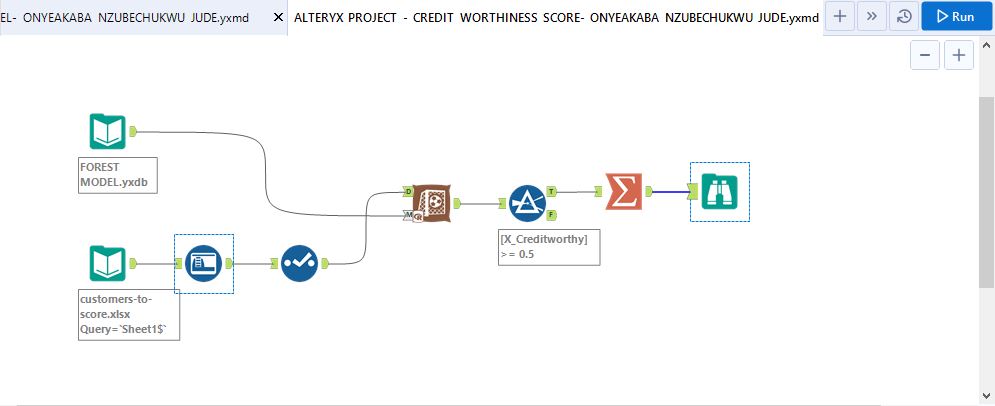 EL- ONYEAKABA NZUBECHUKWU JUDE.yxmd
ALTERYX PROJECT - CREDIT WORTHINESS SCORE- ONYEAKABA NZUBECHUKWU JUDE.yxmd
Run
FOREST
MODEL.yxdb
D
M
R
T
F
[X_Creditworthy]
>= 0.5
customers-to-
score.xlsx
Query=`Sheet1$`